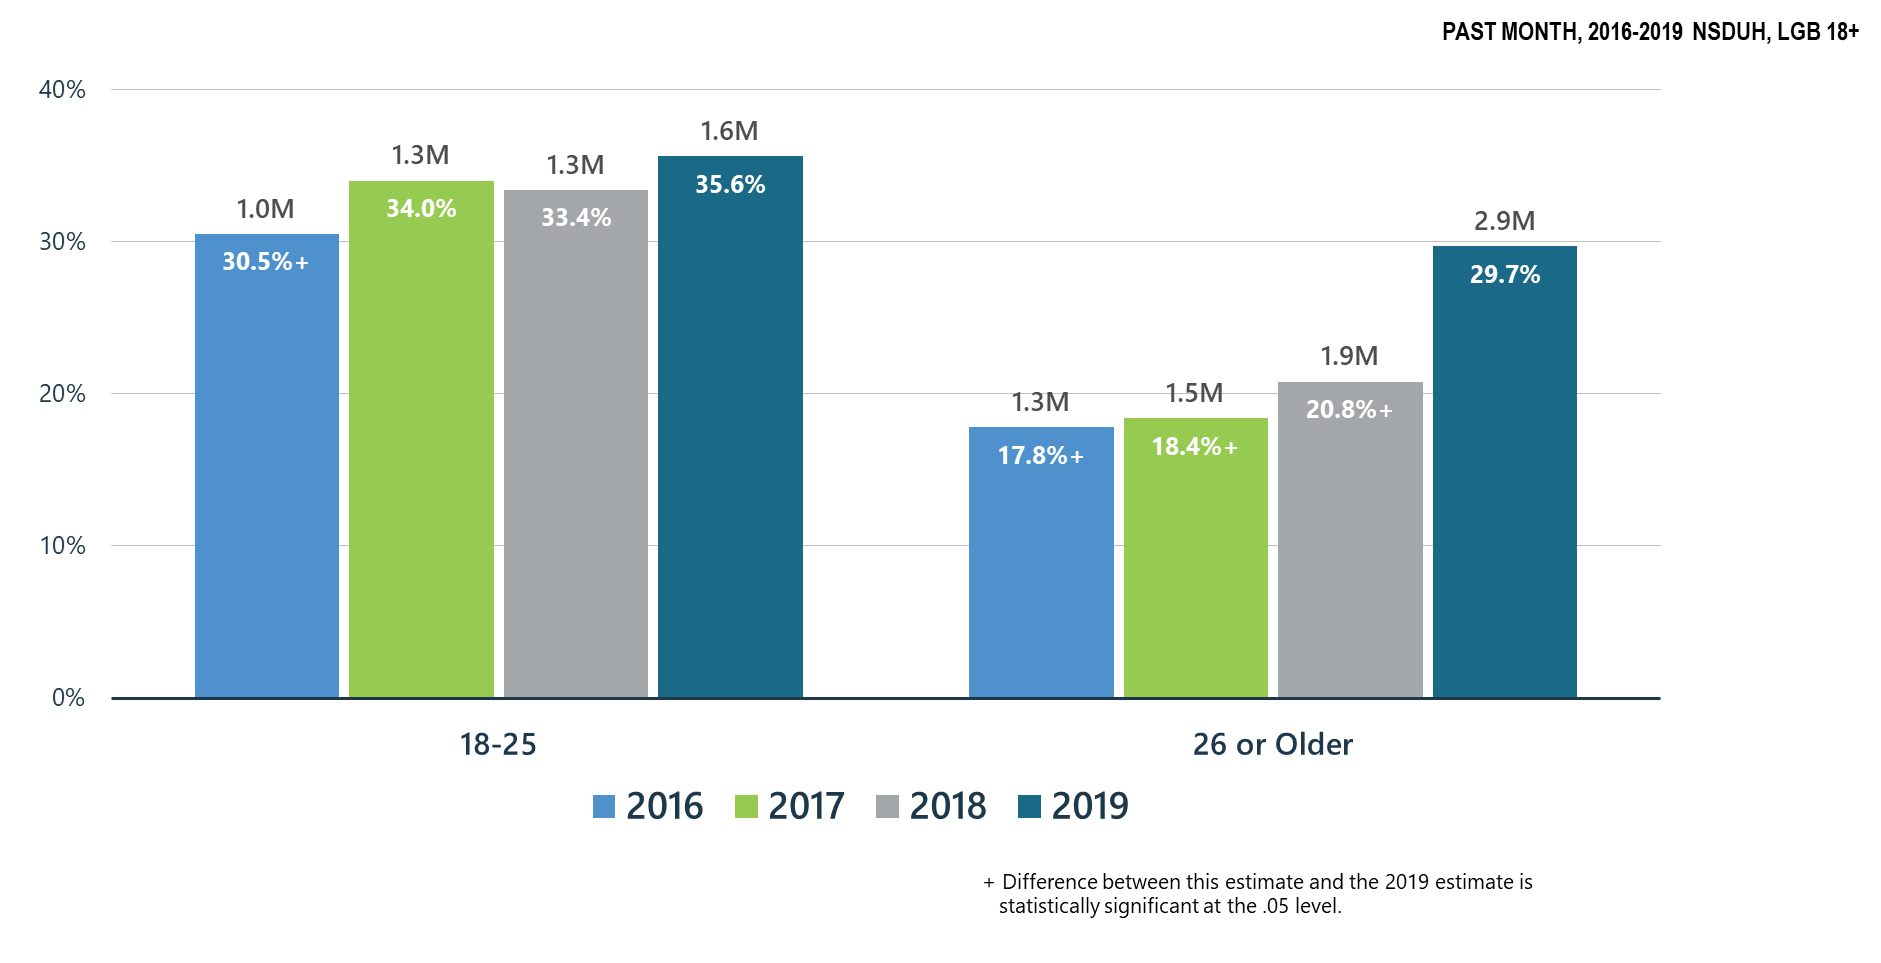 PAST MONTH, 2016-2019 NSDUH, LGB 18+
40%
30%
20%
10%
0%
1.0M
30.5%+
1.3M
34.0%
1.3M
33.4%
1.6M
35.6%
1.3M
17.8%+
1.5M
18.4%+
1.9M
20.8%+
2.9M
29.7%
18-25
26 or Older
2016 2017 2018 2019
+ Difference between this estimate and the 2019 estimate is
statistically significant at the .05 level.